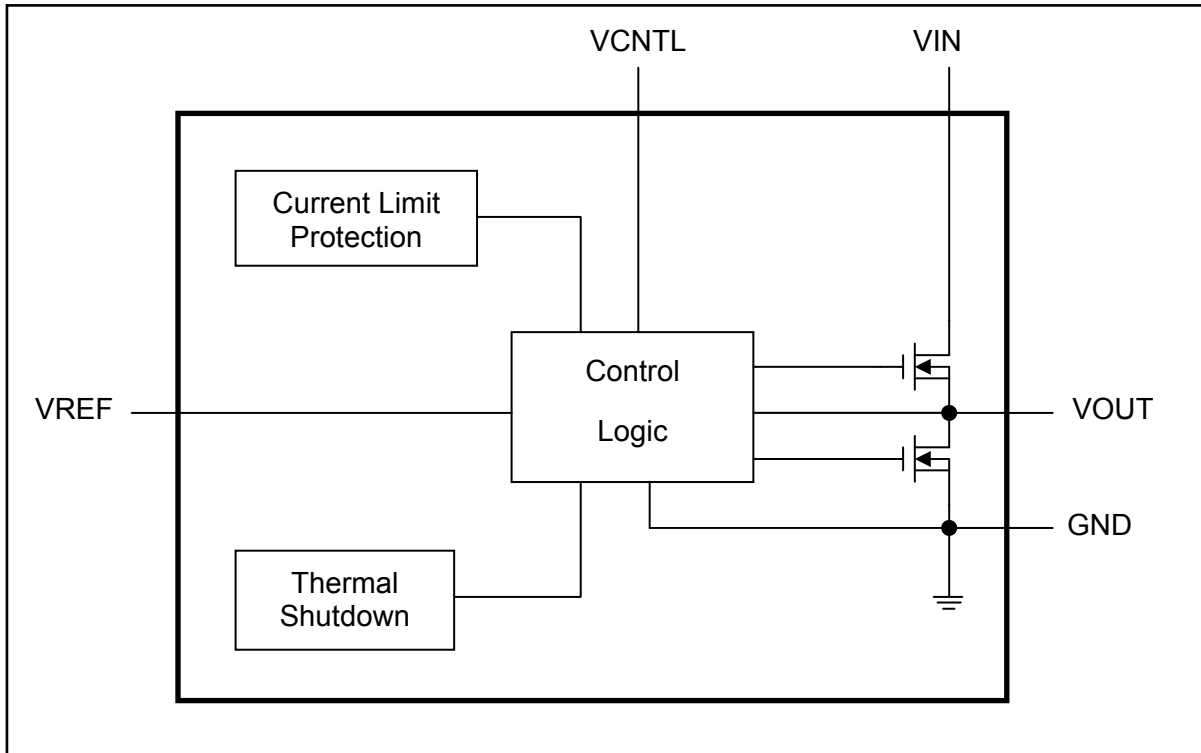 VCNTL
VIN
Current Limit
Protection
Control
Logic
VREF
VOUT
GND
Thermal
Shutdown